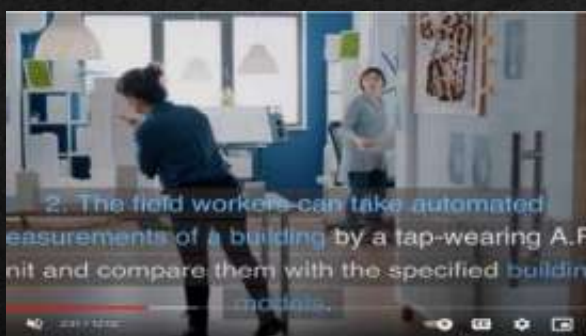 2. The field workers can take automated
easurements of a building by a tap-wearing A.F
nit and compare them with the specified buildin
models.